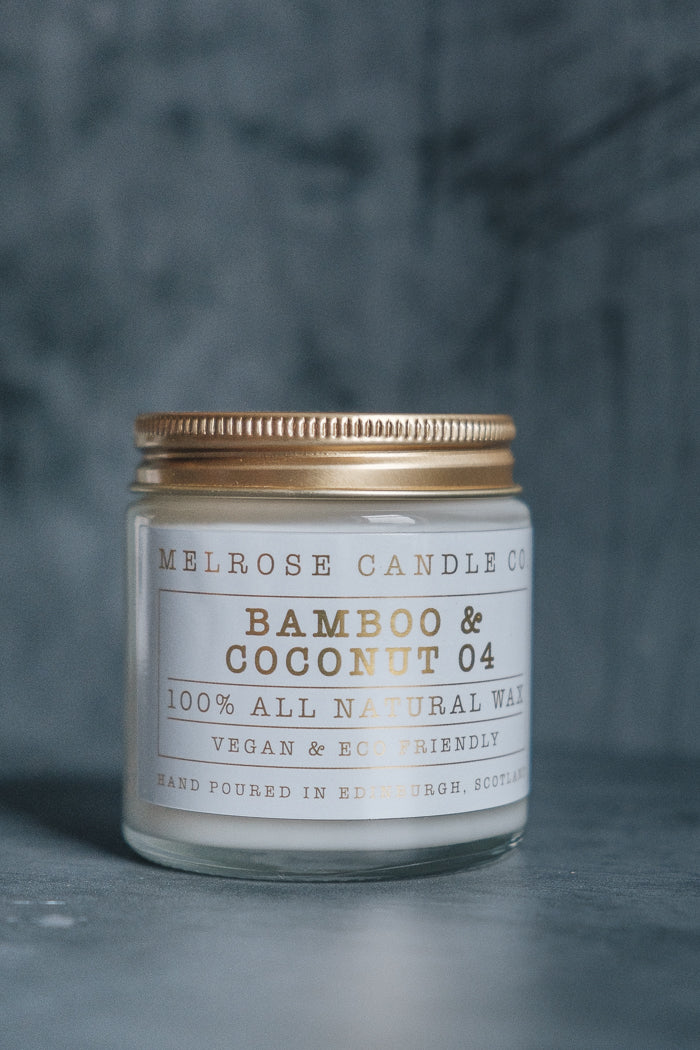 MELROSE CANDLE CO
BAMBOO &
COCONUT 04
100% ALL NATURAL WAX
VEGAN & ECO FRIENDLY
HAND POURED IN EDINBURGH, SCOTLAND